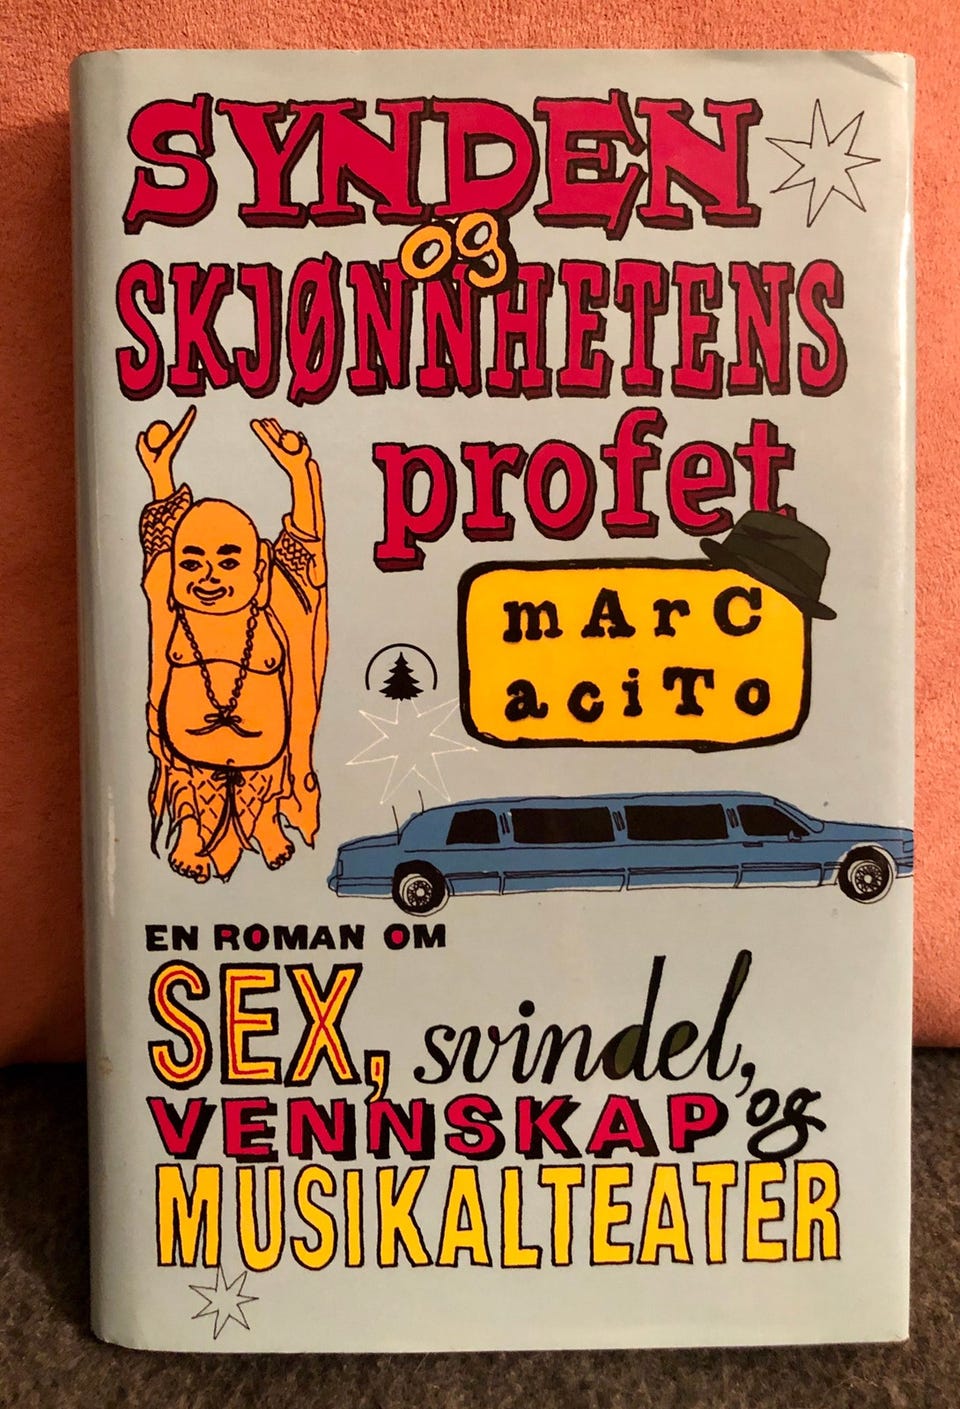 SYNDEN
og
SKJØNNHETENS
profet
mArC
aciTo
EN ROMAN OM
SEX, svindel,
VENNSKAP og
MUSIKALTEATER